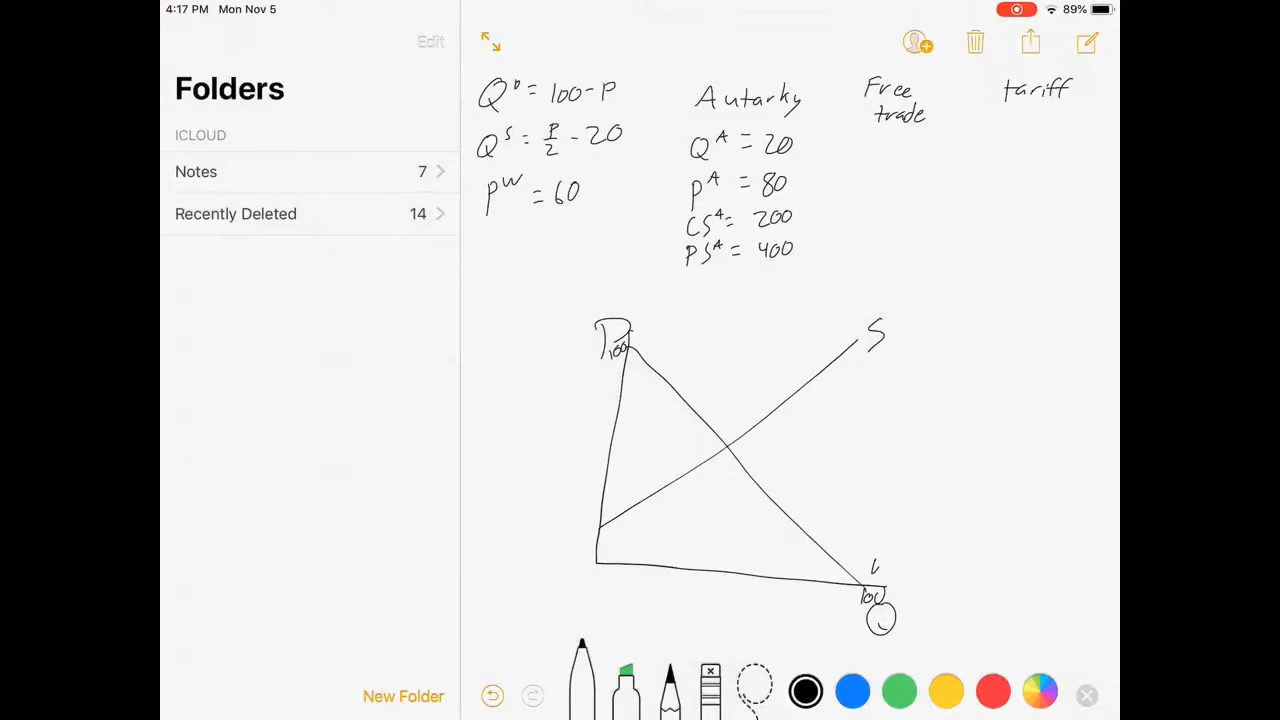 4:17 PM Mon Nov 5
89%
Edit
Folders
ICLOUD
Notes 7
Recently Deleted 14
New Folder
Q^D = 100 - P
Q^S = P/2 - 20
P^W = 60
Autarky
Q^A = 20
P^A = 80
CS^A = 200
PS^A = 400
Free
trade
tariff
P
100
S
100
Q